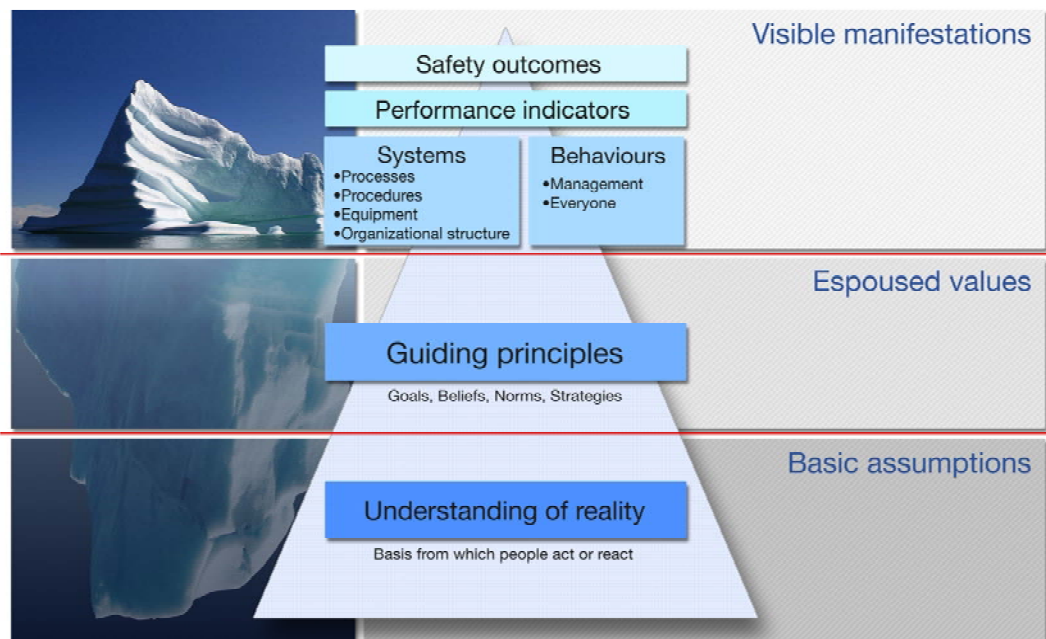 Visible manifestations
Safety outcomes
Performance indicators
Systems
•Processes
•Procedures
•Equipment
•Organizational structure
Behaviours
•Management
•Everyone
Espoused values
Guiding principles
Goals, Beliefs, Norms, Strategies
Basic assumptions
Understanding of reality
Basis from which people act or react